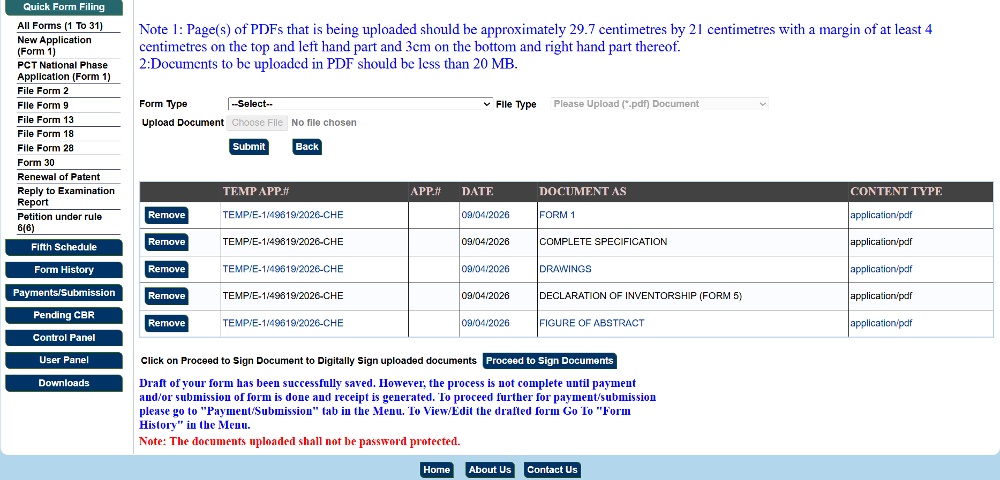 Quick Form Filing
All Forms (1 To 31)
New Application
(Form 1)
PCT National Phase
Application (Form 1)
File Form 2
File Form 9
File Form 13
File Form 18
File Form 28
Form 30
Renewal of Patent
Reply to Examination
Report
Petition under rule
6(6)
Fifth Schedule
Form History
Payments/Submission
Pending CBR
Control Panel
User Panel
Downloads
Note 1: Page(s) of PDFs that is being uploaded should be approximately 29.7 centimetres by 21 centimetres with a margin of at least 4
centimetres on the top and left hand part and 3cm on the bottom and right hand part thereof.
2:Documents to be uploaded in PDF should be less than 20 MB.
Form Type --Select-- File Type Please Upload (*.pdf) Document
Upload Document Choose File No file chosen
Submit Back
TEMP APP.# APP.# DATE DOCUMENT AS CONTENT TYPE
Remove TEMP/E-1/49619/2026-CHE 09/04/2026 FORM 1 application/pdf
Remove TEMP/E-1/49619/2026-CHE 09/04/2026 COMPLETE SPECIFICATION application/pdf
Remove TEMP/E-1/49619/2026-CHE 09/04/2026 DRAWINGS application/pdf
Remove TEMP/E-1/49619/2026-CHE 09/04/2026 DECLARATION OF INVENTORSHIP (FORM 5) application/pdf
Remove TEMP/E-1/49619/2026-CHE 09/04/2026 FIGURE OF ABSTRACT application/pdf
Click on Proceed to Sign Document to Digitally Sign uploaded documents Proceed to Sign Documents
Draft of your form has been successfully saved. However, the process is not complete until payment
and/or submission of form is done and receipt is generated. To proceed further for payment/submission
please go to "Payment/Submission" tab in the Menu. To View/Edit the drafted form Go To "Form
History" in the Menu.
Note: The documents uploaded shall not be password protected.
Home About Us Contact Us